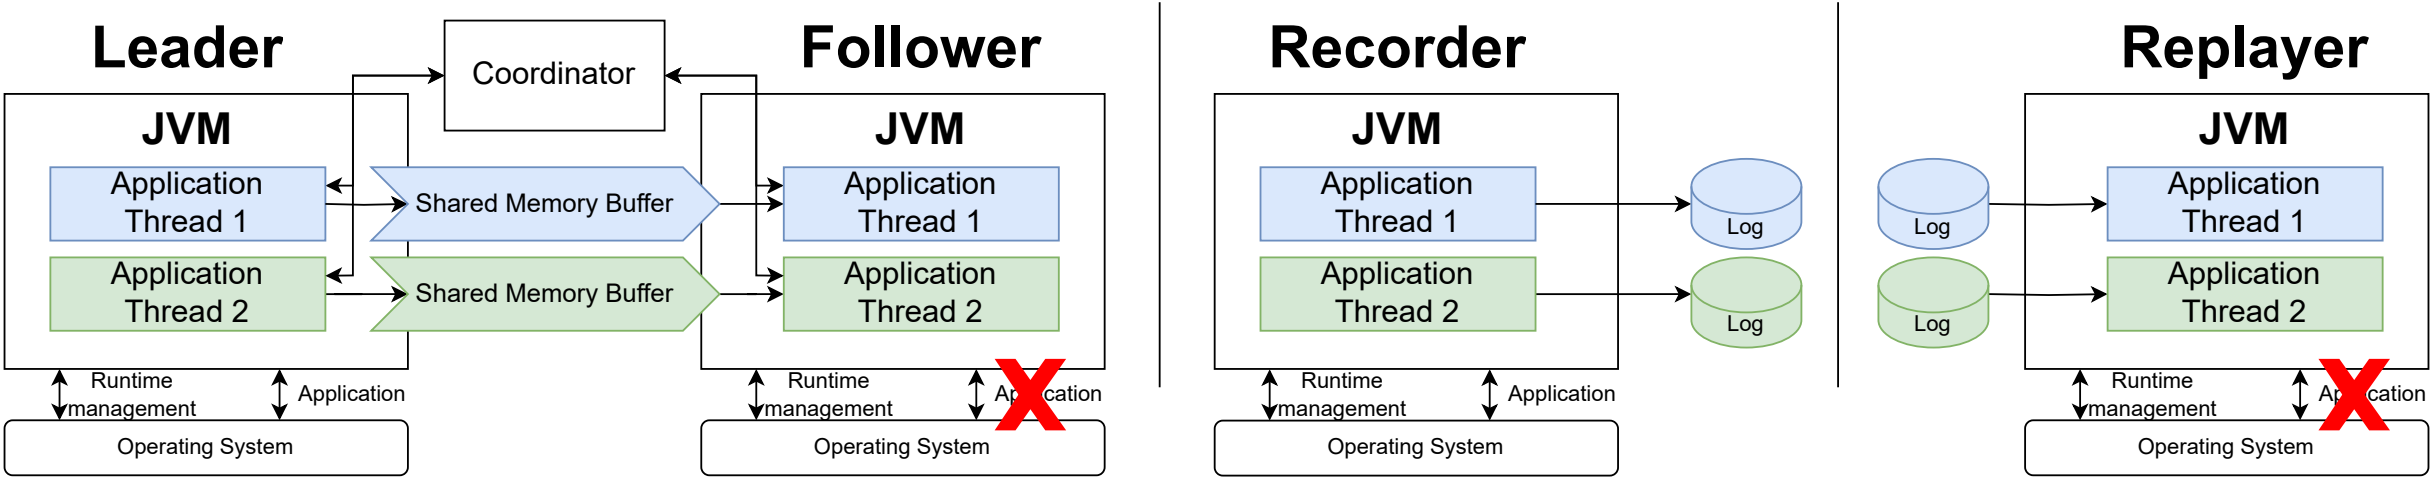 Leader
Coordinator
Follower
Recorder
Replayer
JVM
Application
Thread 1
Application
Thread 2
Shared Memory Buffer
Shared Memory Buffer
JVM
Application
Thread 1
Application
Thread 2
JVM
Application
Thread 1
Application
Thread 2
Log
Log
Log
Log
JVM
Application
Thread 1
Application
Thread 2
Runtime
management
Application
Operating System
Runtime
management
Application
X
Operating System
Runtime
management
Application
Operating System
Runtime
management
Application
X
Operating System